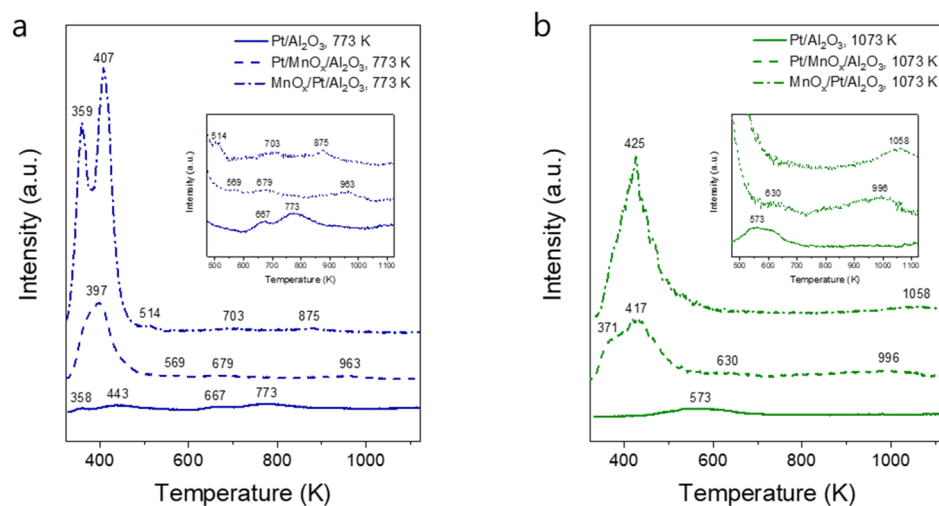 a
Pt/Al₂O₃, 773 K
Pt/MnOₓ/Al₂O₃, 773 K
MnOₓ/Pt/Al₂O₃, 773 K
407
359
397
514
703
875
569
679
963
358
443
667
773
Intensity (a.u.)
400
600
800
1000
Temperature (K)
514
703
875
569
679
963
667
773
Intensity (a.u.)
500 600 700 800 900 1000 1100
Temperature (K)
b
Pt/Al₂O₃, 1073 K
Pt/MnOₓ/Al₂O₃, 1073 K
MnOₓ/Pt/Al₂O₃, 1073 K
425
1058
371
417
630
996
573
Intensity (a.u.)
400
600
800
1000
Temperature (K)
1058
630
996
573
Intensity (a.u.)
500 600 700 800 900 1000 1100
Temperature (K)